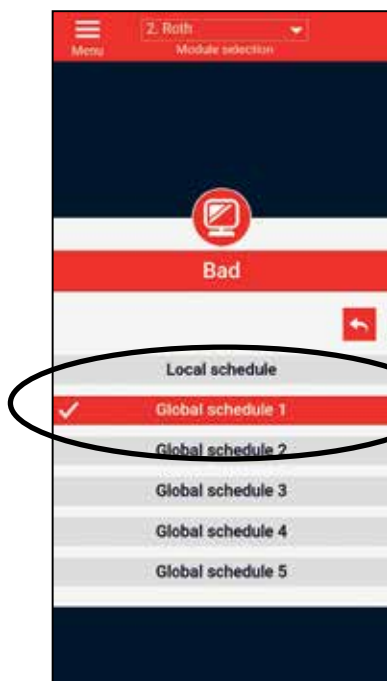 2. Roth
Menu
Module selection
Bad
Local schedule
Global schedule 1
Global schedule 2
Global schedule 3
Global schedule 4
Global schedule 5